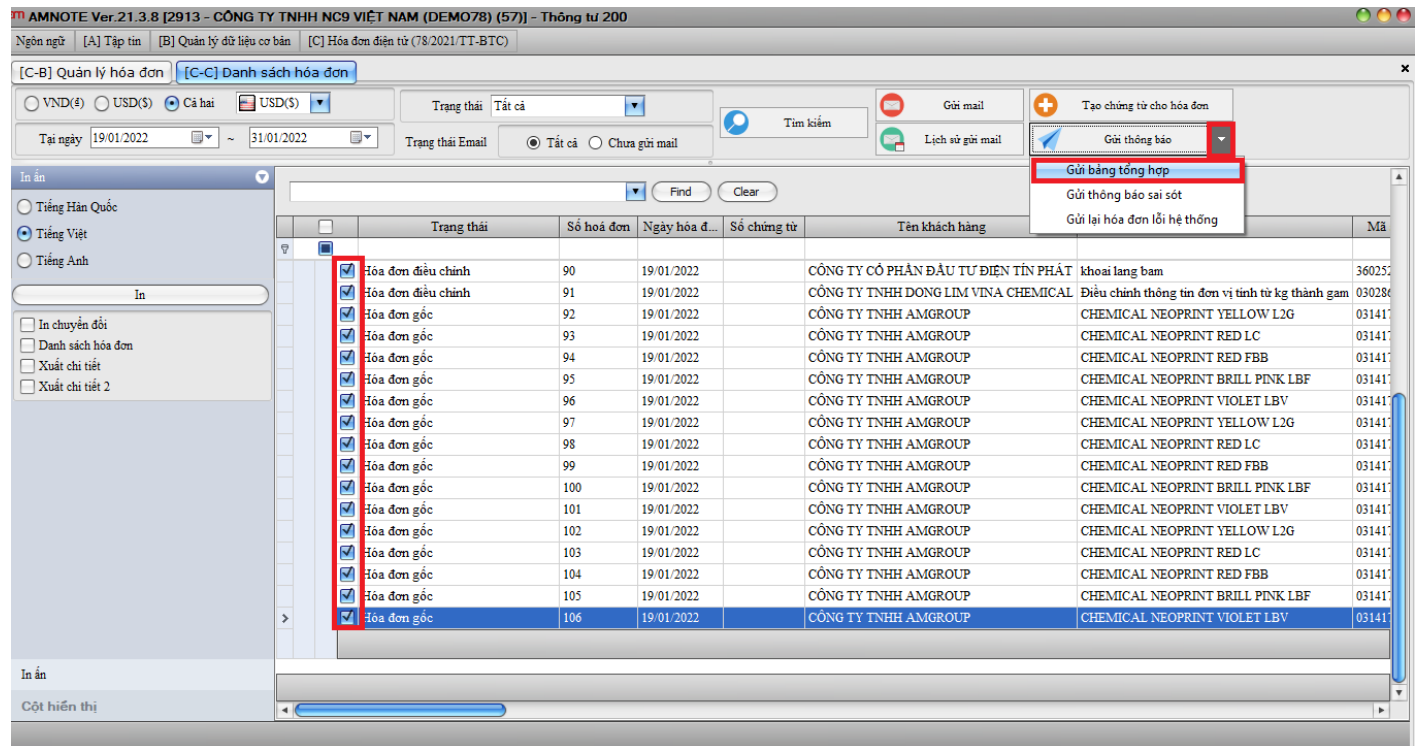 AMNOTE Ver.21.3.8 [2913 - CÔNG TY TNHH NC9 VIỆT NAM (DEMO78) (57)] - Thông tư 200
Ngôn ngữ [A] Tập tin [B] Quản lý dữ liệu cơ bản [C] Hóa đơn điện tử (78/2021/TT-BTC)
[C-B] Quản lý hóa đơn [C-C] Danh sách hóa đơn
VND(₫) USD($) Cả hai USD($) Trạng thái Tất cả Tìm kiếm Gửi mail Tạo chứng từ cho hóa đơn
Tại ngày 19/01/2022 ~ 31/01/2022 Trạng thái Email Tất cả Chưa gửi mail Lịch sử gửi mail Gửi thông báo
Gửi bảng tổng hợp
Gửi thông báo sai sót
Gửi lại hóa đơn lỗi hệ thống
In ấn
Tiếng Hàn Quốc
Tiếng Việt
Tiếng Anh
In
In chuyển đổi
Danh sách hóa đơn
Xuất chi tiết
Xuất chi tiết 2
Find Clear
Trạng thái Số hoá đơn Ngày hóa đ... Số chứng từ Tên khách hàng Mã
Hóa đơn điều chỉnh 90 19/01/2022 CÔNG TY CỔ PHẦN ĐẦU TƯ ĐIỆN TÍN PHÁT khoai lang bam 360252
Hóa đơn điều chỉnh 91 19/01/2022 CÔNG TY TNHH DONG LIM VINA CHEMICAL Điều chỉnh thông tin đơn vị tính từ kg thành gam 030286
Hóa đơn gốc 92 19/01/2022 CÔNG TY TNHH AMGROUP CHEMICAL NEOPRINT YELLOW L2G 031417
Hóa đơn gốc 93 19/01/2022 CÔNG TY TNHH AMGROUP CHEMICAL NEOPRINT RED LC 031417
Hóa đơn gốc 94 19/01/2022 CÔNG TY TNHH AMGROUP CHEMICAL NEOPRINT RED FBB 031417
Hóa đơn gốc 95 19/01/2022 CÔNG TY TNHH AMGROUP CHEMICAL NEOPRINT BRILL PINK LBF 031417
Hóa đơn gốc 96 19/01/2022 CÔNG TY TNHH AMGROUP CHEMICAL NEOPRINT VIOLET LBV 031417
Hóa đơn gốc 97 19/01/2022 CÔNG TY TNHH AMGROUP CHEMICAL NEOPRINT YELLOW L2G 031417
Hóa đơn gốc 98 19/01/2022 CÔNG TY TNHH AMGROUP CHEMICAL NEOPRINT RED LC 031417
Hóa đơn gốc 99 19/01/2022 CÔNG TY TNHH AMGROUP CHEMICAL NEOPRINT RED FBB 031417
Hóa đơn gốc 100 19/01/2022 CÔNG TY TNHH AMGROUP CHEMICAL NEOPRINT BRILL PINK LBF 031417
Hóa đơn gốc 101 19/01/2022 CÔNG TY TNHH AMGROUP CHEMICAL NEOPRINT VIOLET LBV 031417
Hóa đơn gốc 102 19/01/2022 CÔNG TY TNHH AMGROUP CHEMICAL NEOPRINT YELLOW L2G 031417
Hóa đơn gốc 103 19/01/2022 CÔNG TY TNHH AMGROUP CHEMICAL NEOPRINT RED LC 031417
Hóa đơn gốc 104 19/01/2022 CÔNG TY TNHH AMGROUP CHEMICAL NEOPRINT RED FBB 031417
Hóa đơn gốc 105 19/01/2022 CÔNG TY TNHH AMGROUP CHEMICAL NEOPRINT BRILL PINK LBF 031417
Hóa đơn gốc 106 19/01/2022 CÔNG TY TNHH AMGROUP CHEMICAL NEOPRINT VIOLET LBV 031417
In ấn
Cột hiển thị